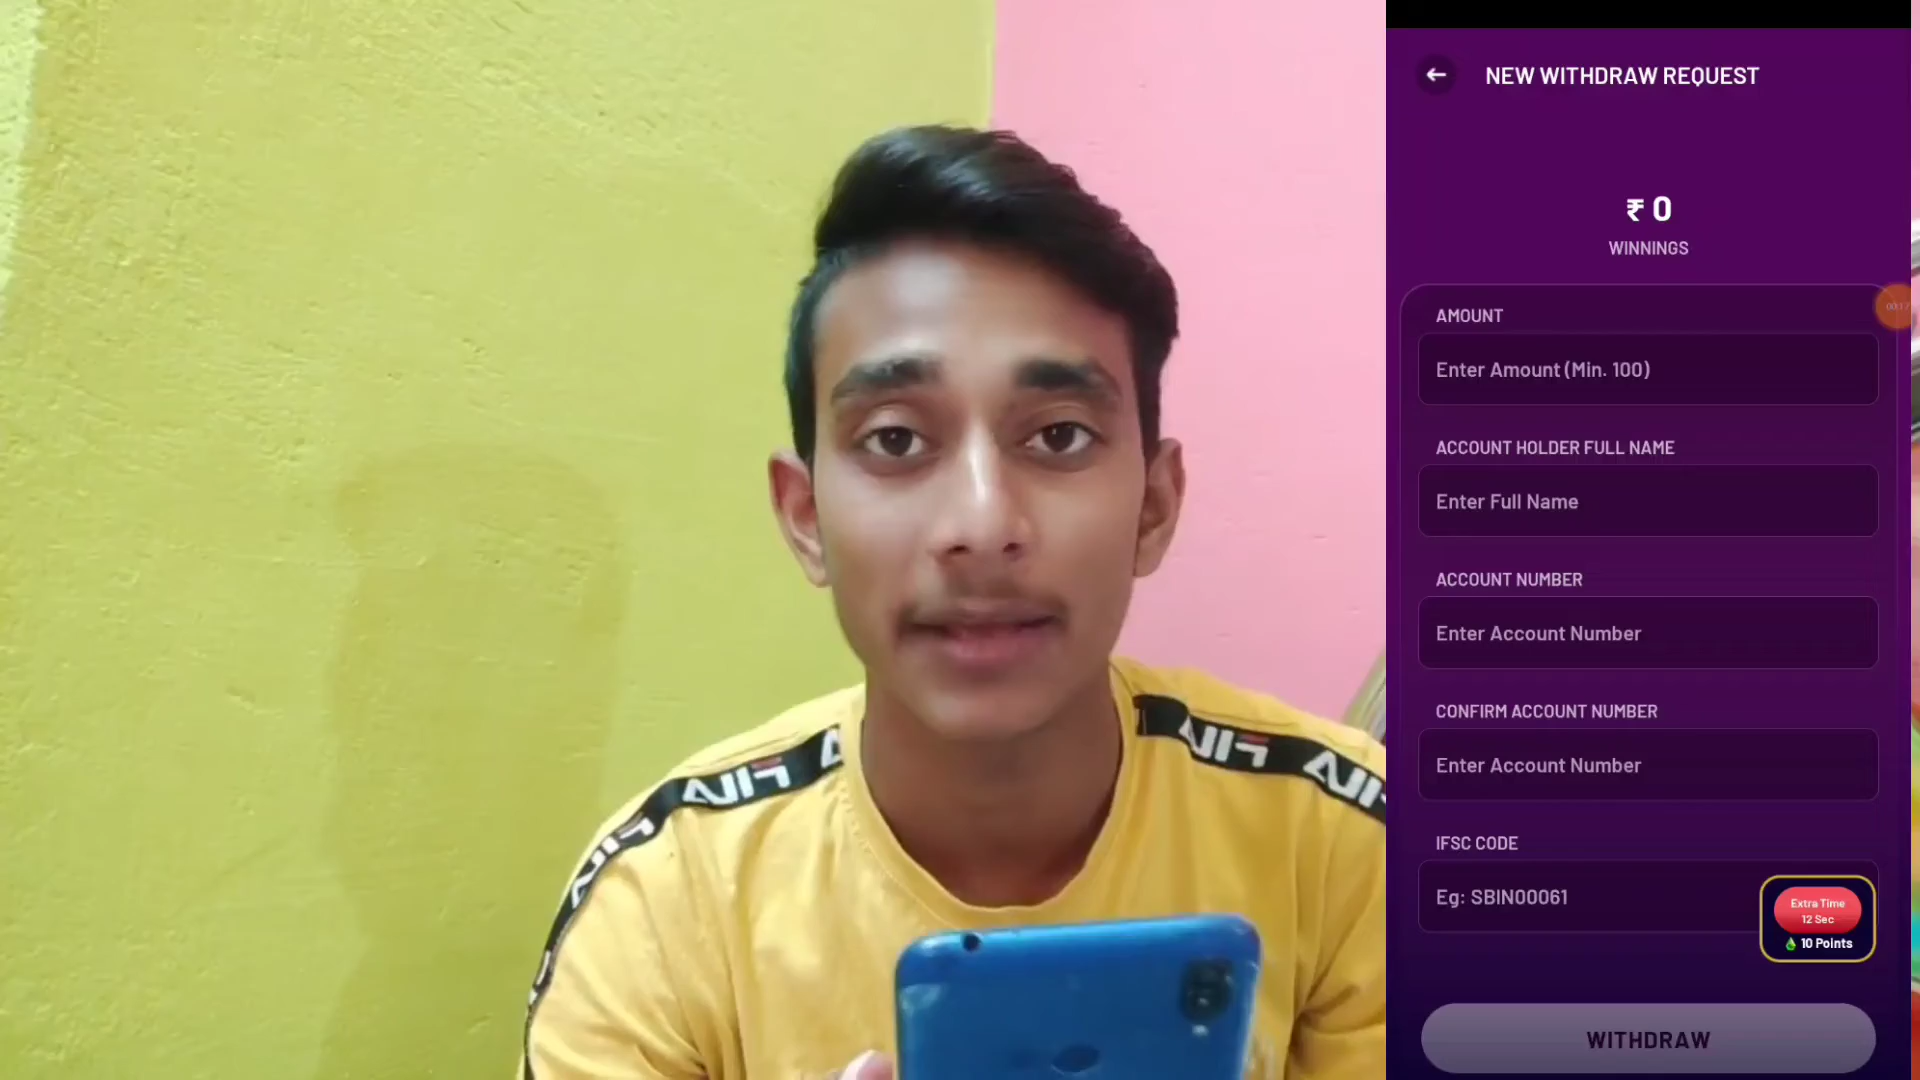 NEW WITHDRAW REQUEST
₹ 0
WINNINGS
AMOUNT
Enter Amount (Min. 100)
ACCOUNT HOLDER FULL NAME
Enter Full Name
ACCOUNT NUMBER
Enter Account Number
CONFIRM ACCOUNT NUMBER
Enter Account Number
IFSC CODE
Eg: SBIN00061
Extra Time
12 Sec
10 Points
WITHDRAW